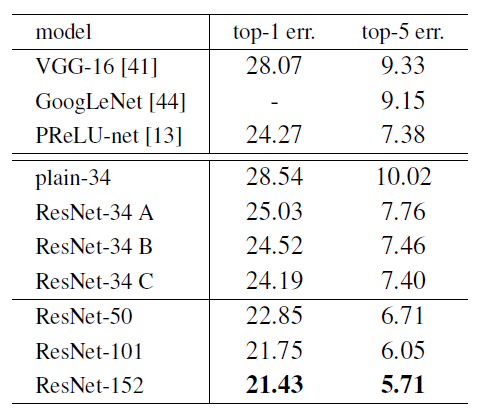 model top-1 err. top-5 err.
VGG-16 [41] 28.07 9.33
GoogLeNet [44] - 9.15
PReLU-net [13] 24.27 7.38
plain-34 28.54 10.02
ResNet-34 A 25.03 7.76
ResNet-34 B 24.52 7.46
ResNet-34 C 24.19 7.40
ResNet-50 22.85 6.71
ResNet-101 21.75 6.05
ResNet-152 21.43 5.71